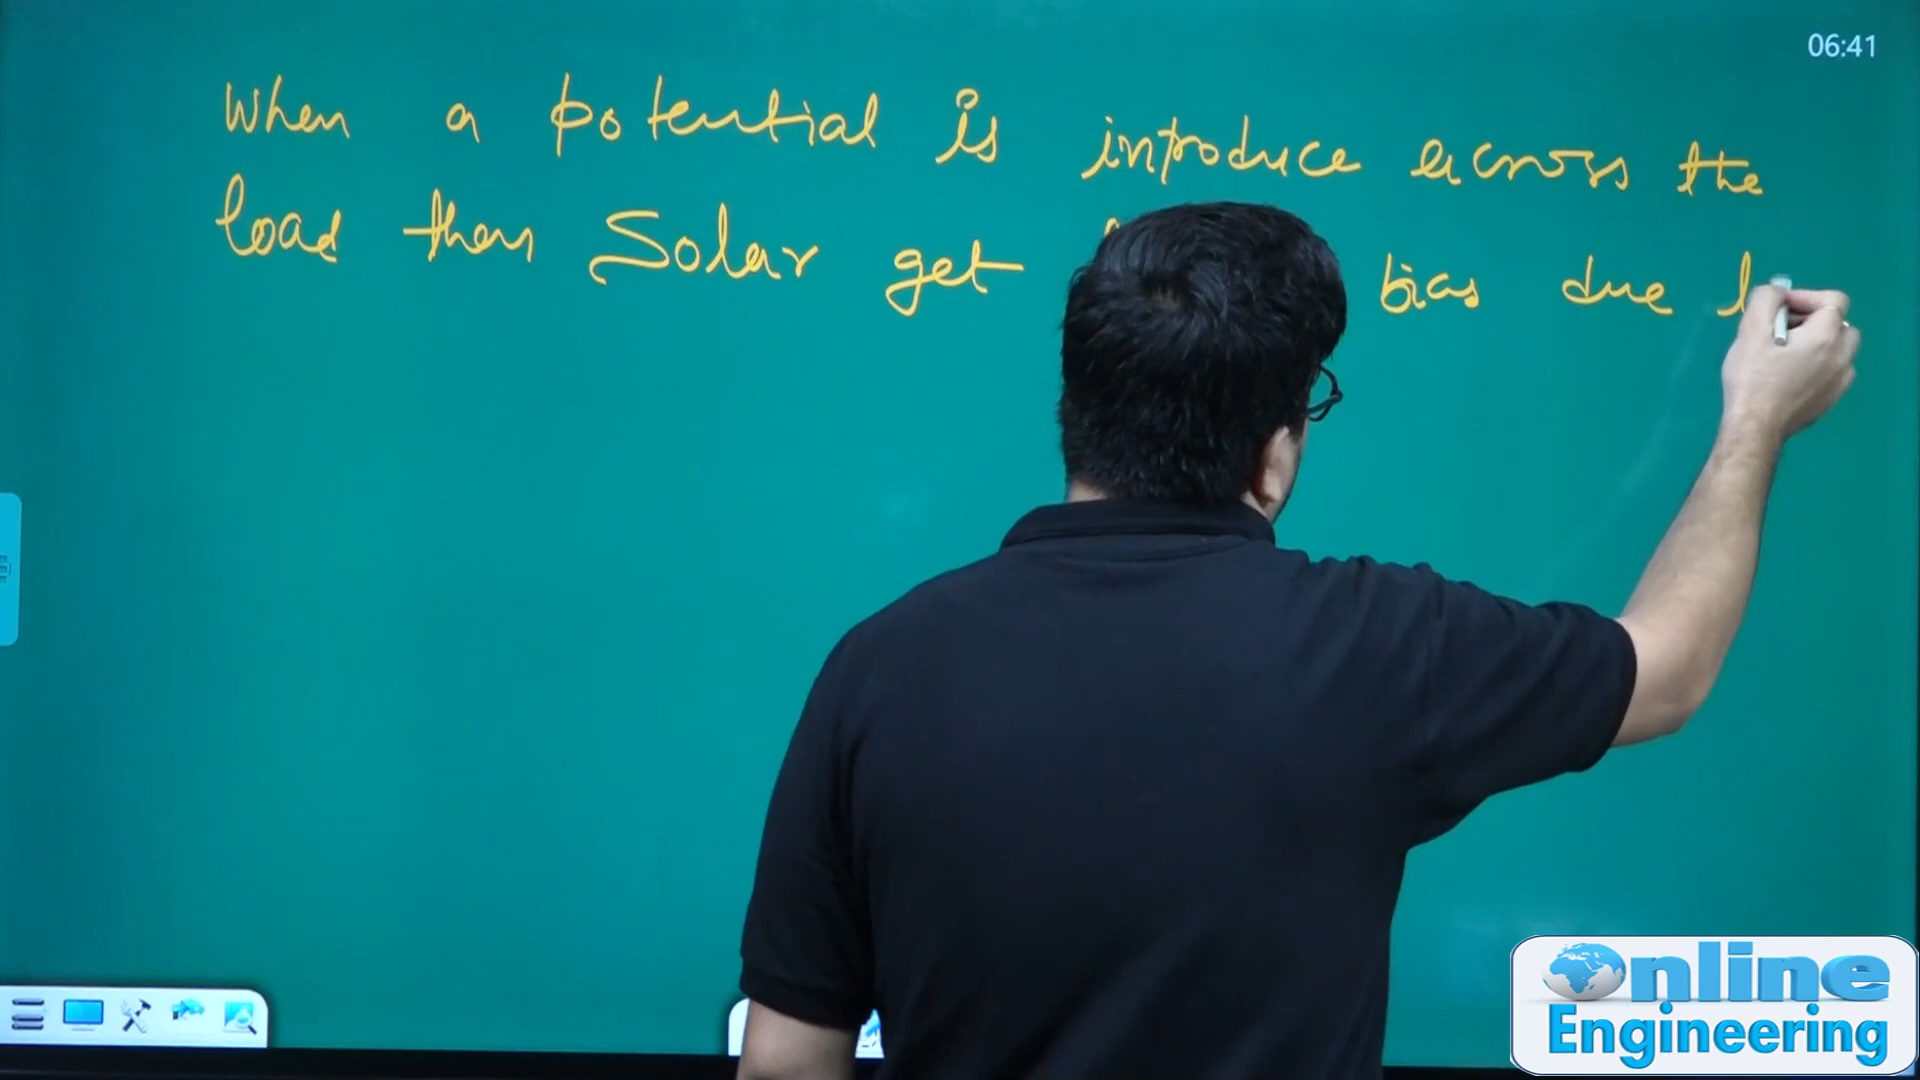 06:41
When a potential is introduce across the
load then Solar get bias due
Online
Engineering